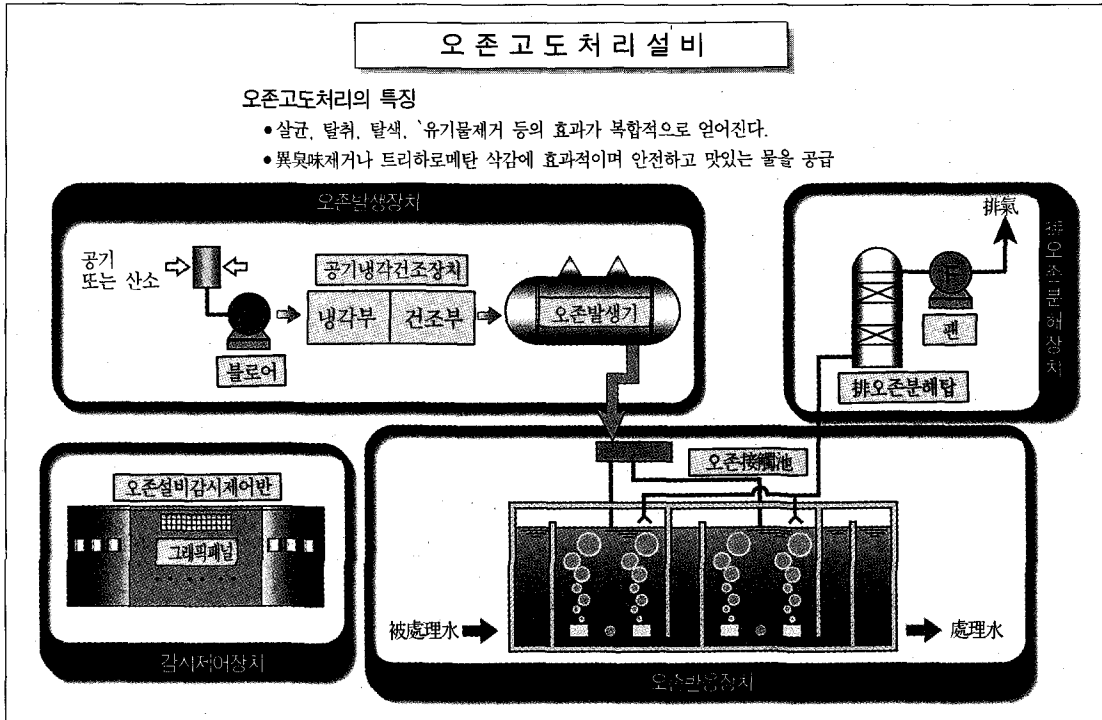 오존고도처리설비
오존고도처리의 특징
• 살균, 탈취, 탈색, `유기물제거 등의 효과가 복합적으로 얻어진다.
• 異臭味제거나 트리하로메탄 삭감에 효과적이며 안전하고 맛있는 물을 공급
오존발생장치
공기
또는 산소
블로어
공기냉각건조장치
냉각부
건조부
오존발생기
排氣
팬
排오존분해탑
排오존분해장치
오존설비감시제어반
그래픽패널
감시제어장치
오존接觸池
被處理水
處理水
오존반응장치